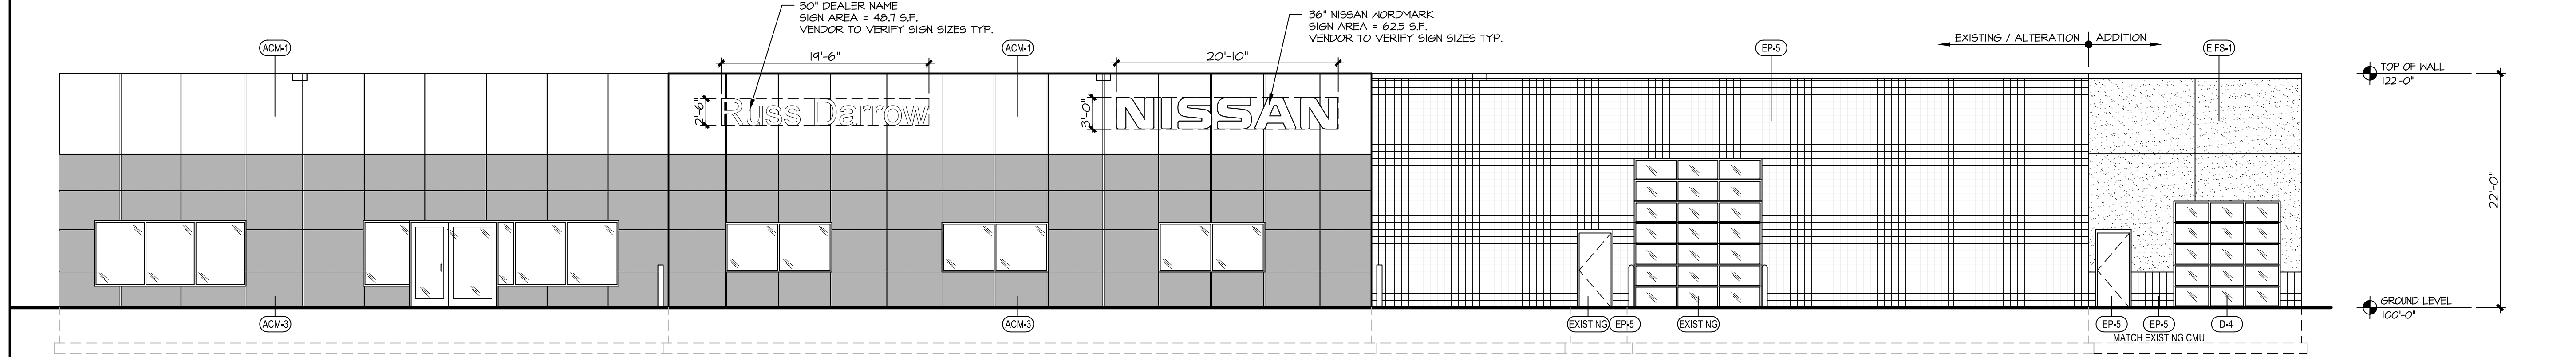 30" DEALER NAME
SIGN AREA = 48.7 S.F.
VENDOR TO VERIFY SIGN SIZES TYP.
36" NISSAN WORDMARK
SIGN AREA = 62.5 S.F.
VENDOR TO VERIFY SIGN SIZES TYP.
ACM-1
ACM-1
EP-5
EXISTING / ALTERATION
ADDITION
EIFS-1
19'-6"
20'-10"
TOP OF WALL
122'-0"
2'-6"
Russ Darrow
3'-0"
NISSAN
22'-0"
GROUND LEVEL
100'-0"
ACM-3
ACM-3
EXISTING
EP-5
EXISTING
EP-5
EP-5
D-4
MATCH EXISTING CMU